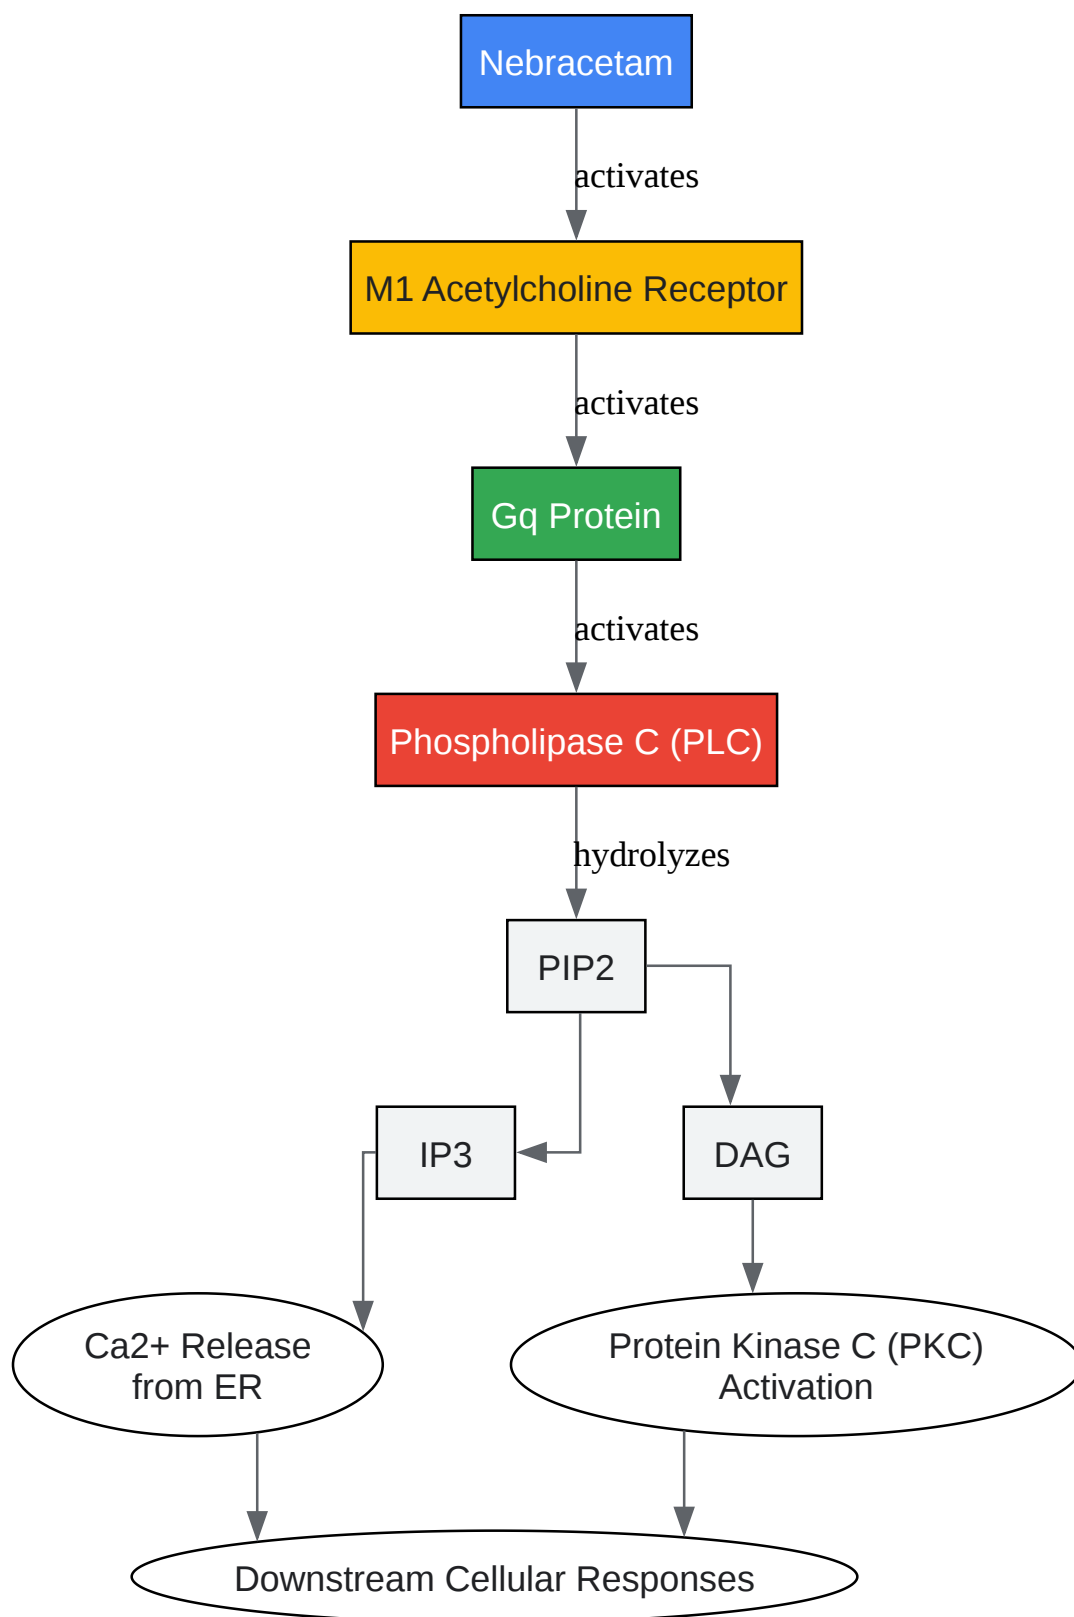 Nebracetam
activates
M1 Acetylcholine Receptor
activates
Gq Protein
activates
Phospholipase C (PLC)
hydrolyzes
PIP2
IP3
DAG
Ca2+ Release
from ER
Protein Kinase C (PKC)
Activation
Downstream Cellular Responses